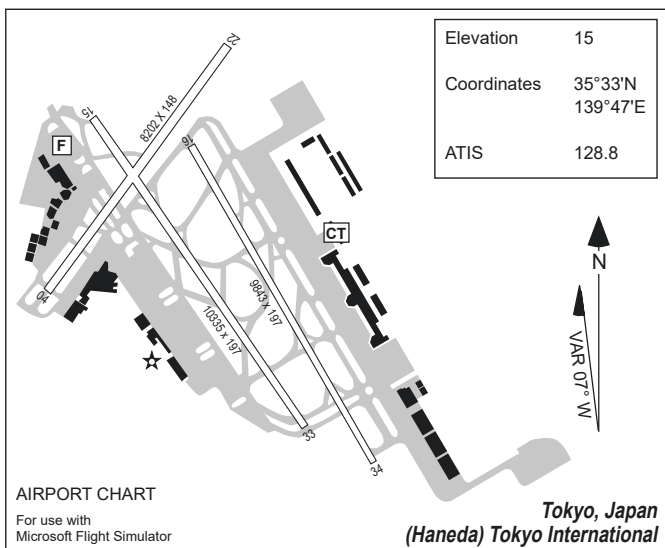 Elevation 15
Coordinates 35°33'N
139°47'E
ATIS 128.8
22
15
8202 X 148
16
F
CT
N
VAR 07° W
04
9843 x 197
10335 x 197
33
34
AIRPORT CHART
For use with
Microsoft Flight Simulator
Tokyo, Japan
(Haneda) Tokyo International